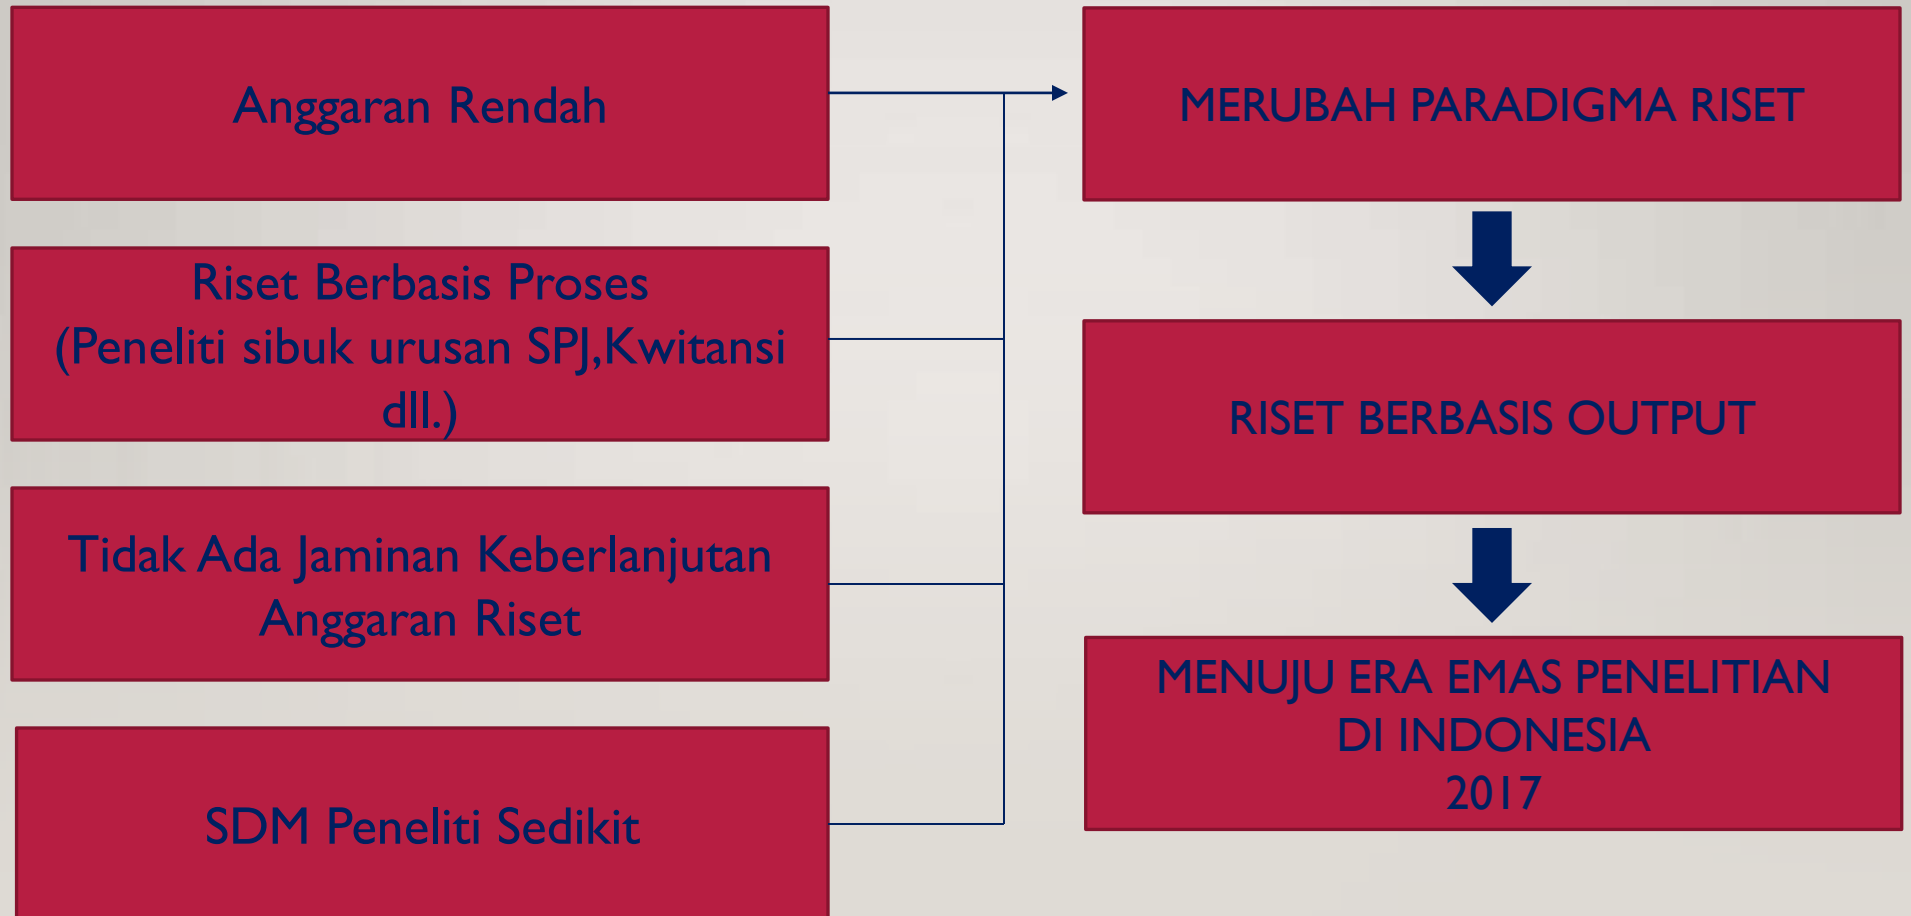 Anggaran Rendah
Riset Berbasis Proses
(Peneliti sibuk urusan SPJ,Kwitansi
dll.)
Tidak Ada Jaminan Keberlanjutan
Anggaran Riset
SDM Peneliti Sedikit
MERUBAH PARADIGMA RISET
RISET BERBASIS OUTPUT
MENUJU ERA EMAS PENELITIAN
DI INDONESIA
2017